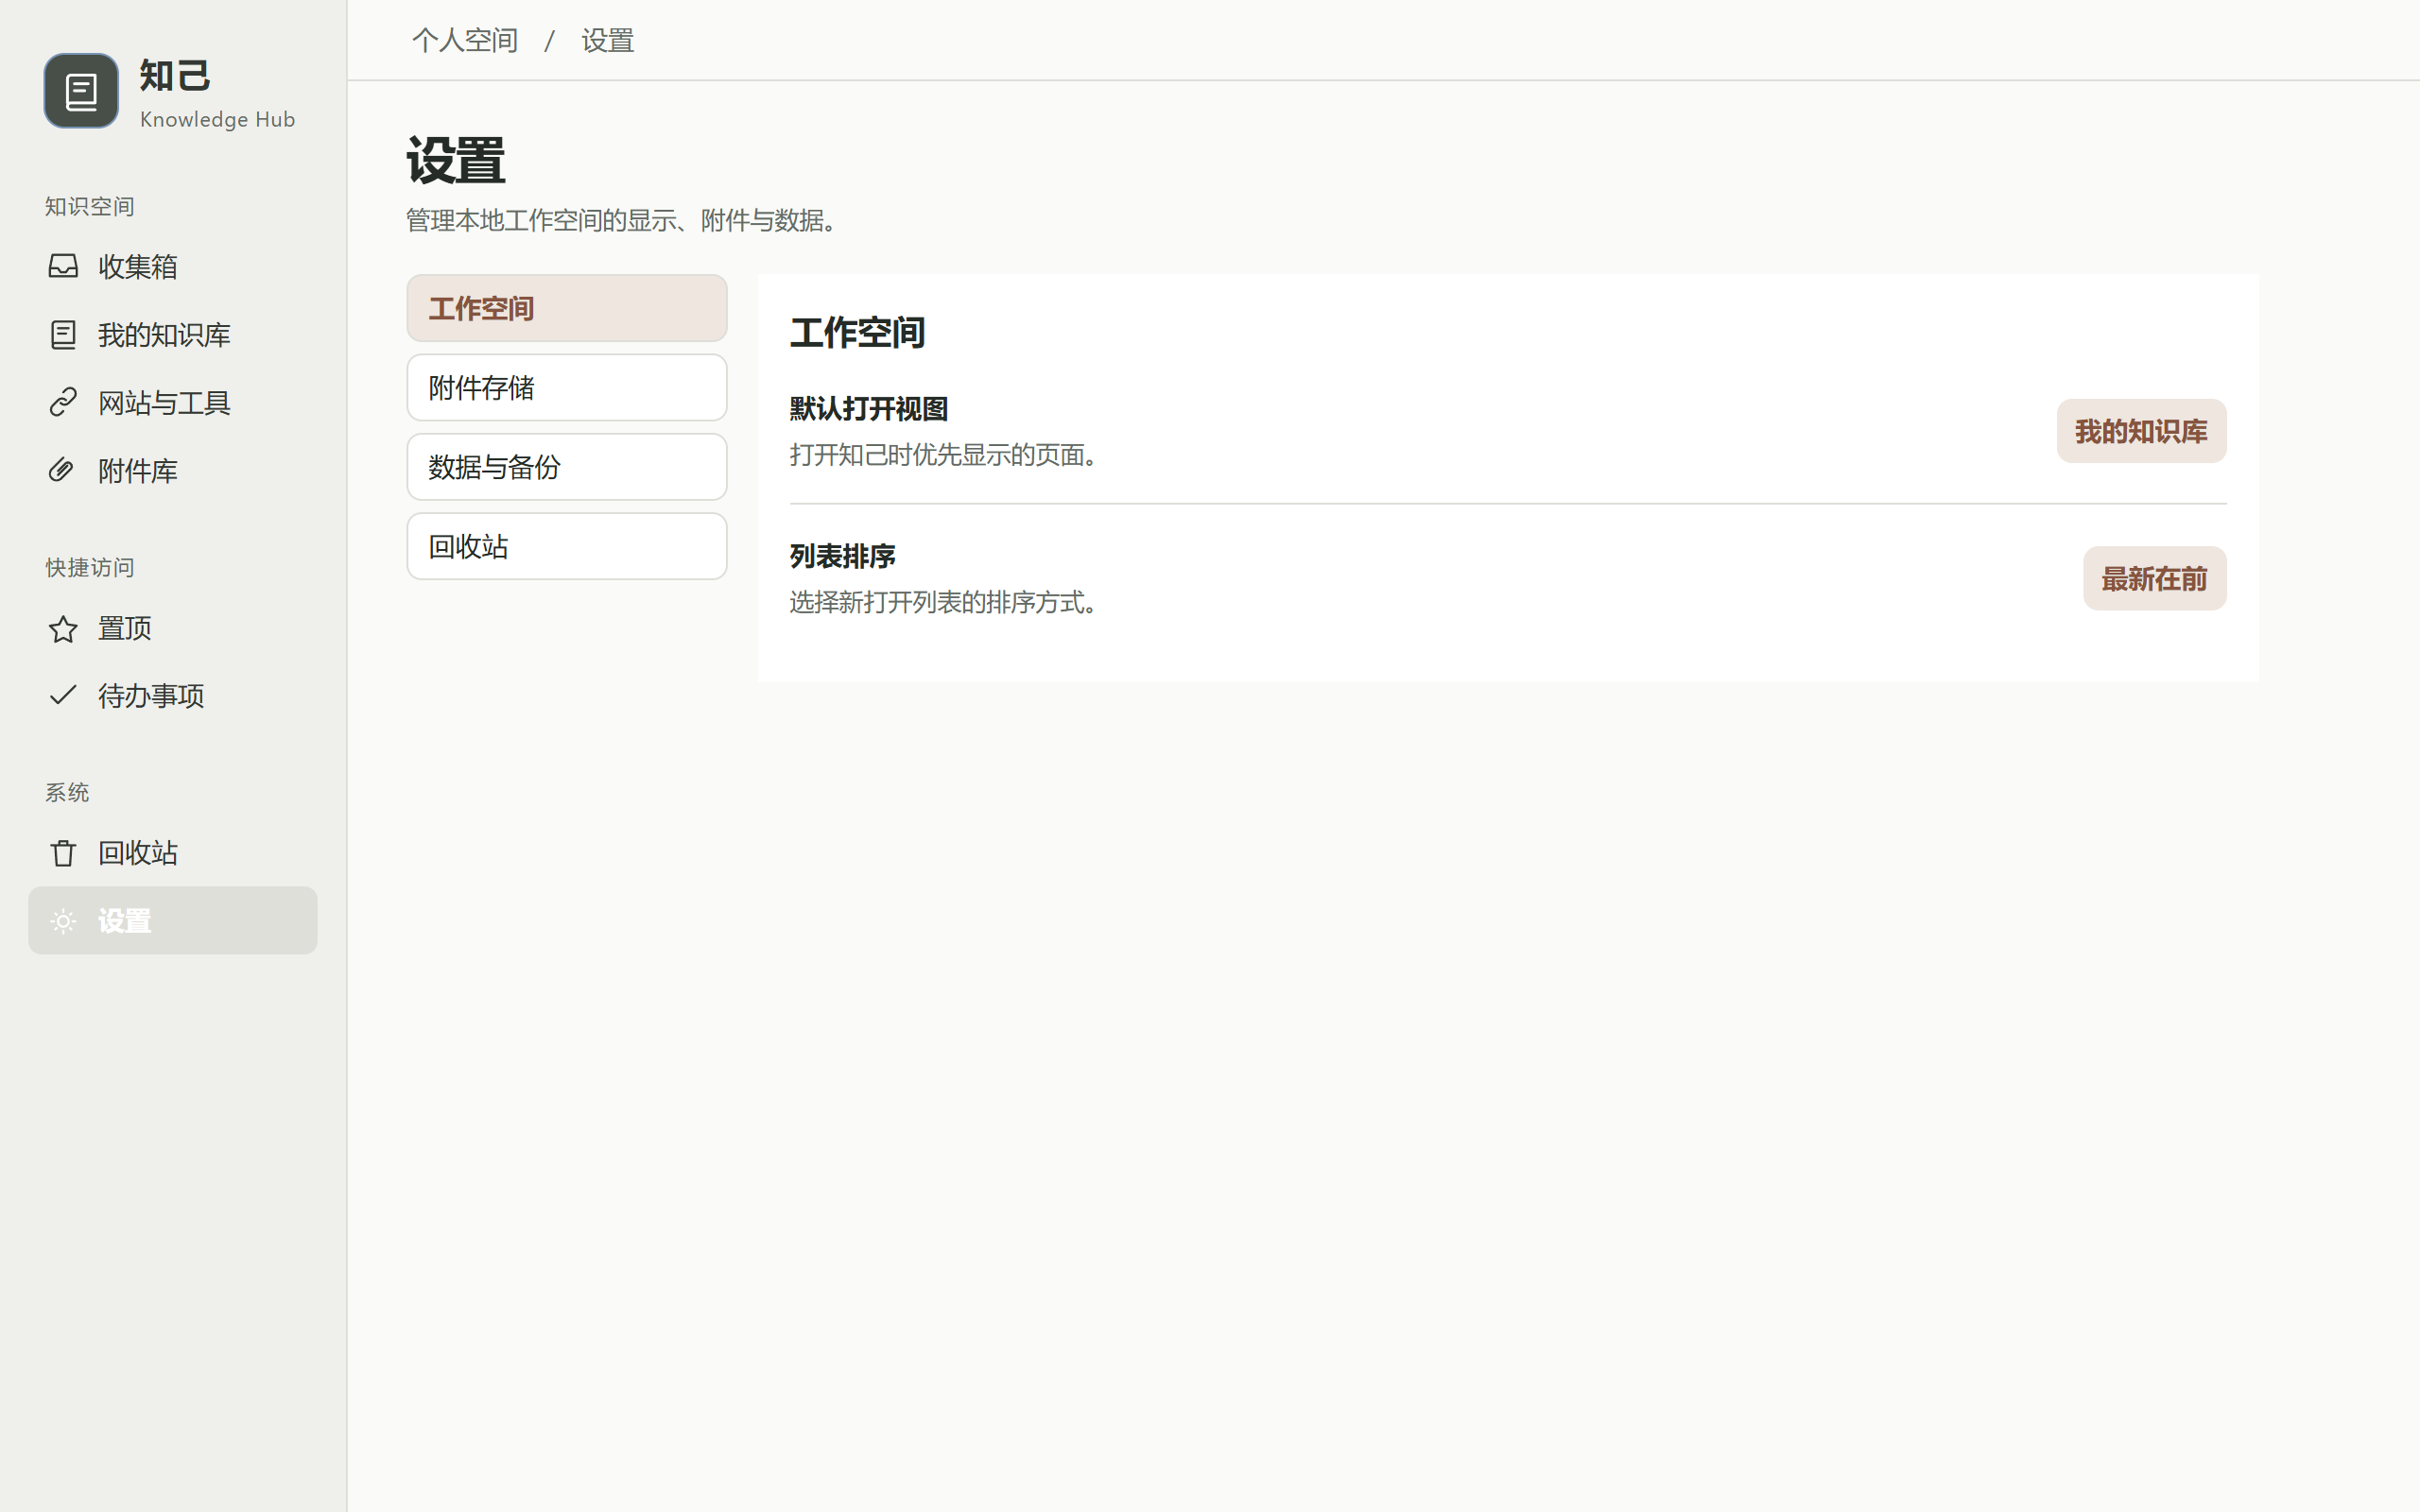 知己
Knowledge Hub
知识空间
收集箱
我的知识库
网站与工具
附件库
快捷访问
置顶
待办事项
系统
回收站
设置
个人空间 / 设置
设置
管理本地工作空间的显示、附件与数据。
工作空间
附件存储
数据与备份
回收站
工作空间
默认打开视图
打开知己时优先显示的页面。
我的知识库
列表排序
选择新打开列表的排序方式。
最新在前